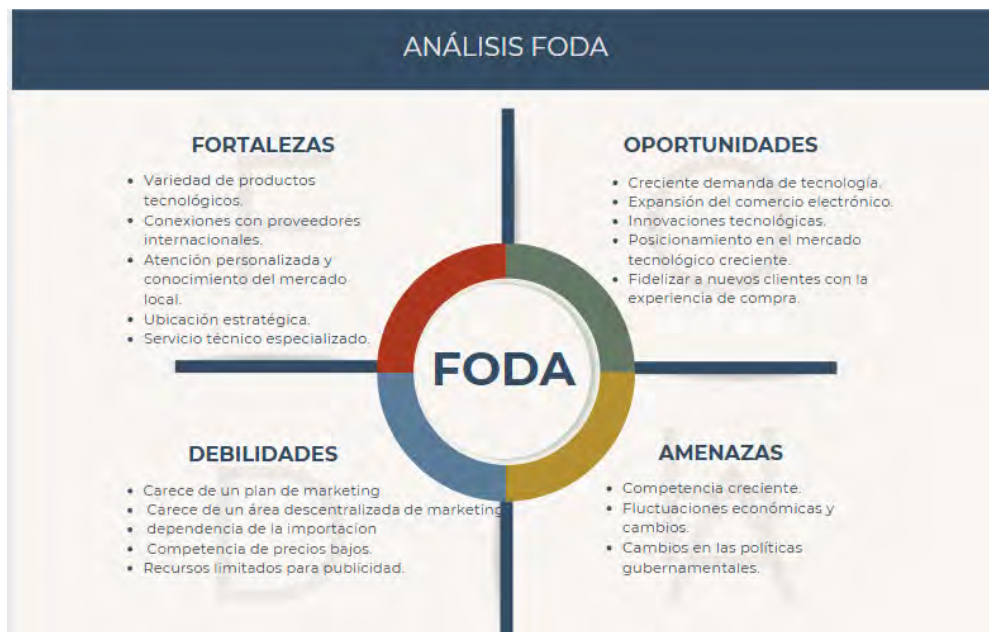 ANÁLISIS FODA
FORTALEZAS
• Variedad de productos
tecnológicos.
• Conexiones con proveedores
internacionales.
• Atención personalizada y
conocimiento del mercado
local.
• Ubicación estratégica.
• Servicio técnico especializado.
OPORTUNIDADES
• Creciente demanda de tecnología.
• Expansión del comercio electrónico.
• Innovaciones tecnológicas.
• Posicionamiento en el mercado
tecnológico creciente.
• Fidelizar a nuevos clientes con la
experiencia de compra.
FODA
DEBILIDADES
• Carece de un plan de marketing
• Carece de un área descentralizada de marketing
• dependencia de la importacion
• Competencia de precios bajos.
• Recursos limitados para publicidad.
AMENAZAS
• Competencia creciente.
• Fluctuaciones económicas y
cambios.
• Cambios en las políticas
gubernamentales.